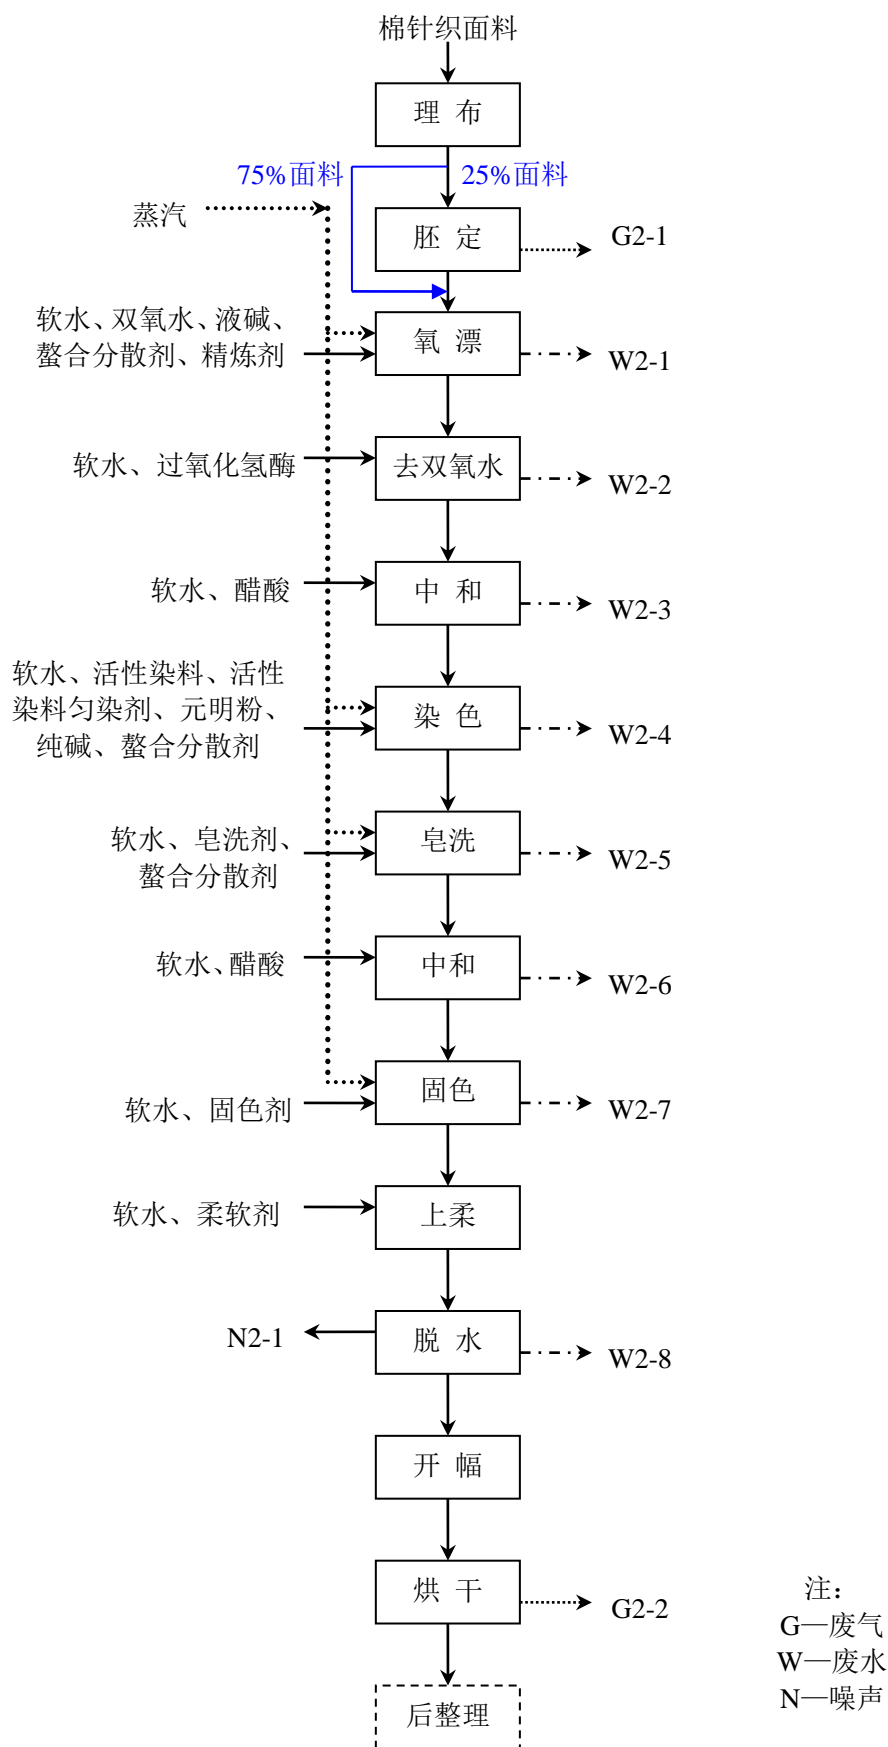 棉针织面料
理 布
75%面料
25%面料
蒸汽
胚 定
G2-1
软水、双氧水、液碱、
螯合分散剂、精炼剂
氧 漂
W2-1
软水、过氧化氢酶
去双氧水
W2-2
软水、醋酸
中 和
W2-3
软水、活性染料、活性
染料匀染剂、元明粉、
纯碱、螯合分散剂
染 色
W2-4
软水、皂洗剂、
螯合分散剂
皂洗
W2-5
软水、醋酸
中和
W2-6
软水、固色剂
固色
W2-7
软水、柔软剂
上柔
N2-1
脱 水
W2-8
开 幅
烘 干
G2-2
后整理
注：
G—废气
W—废水
N—噪声